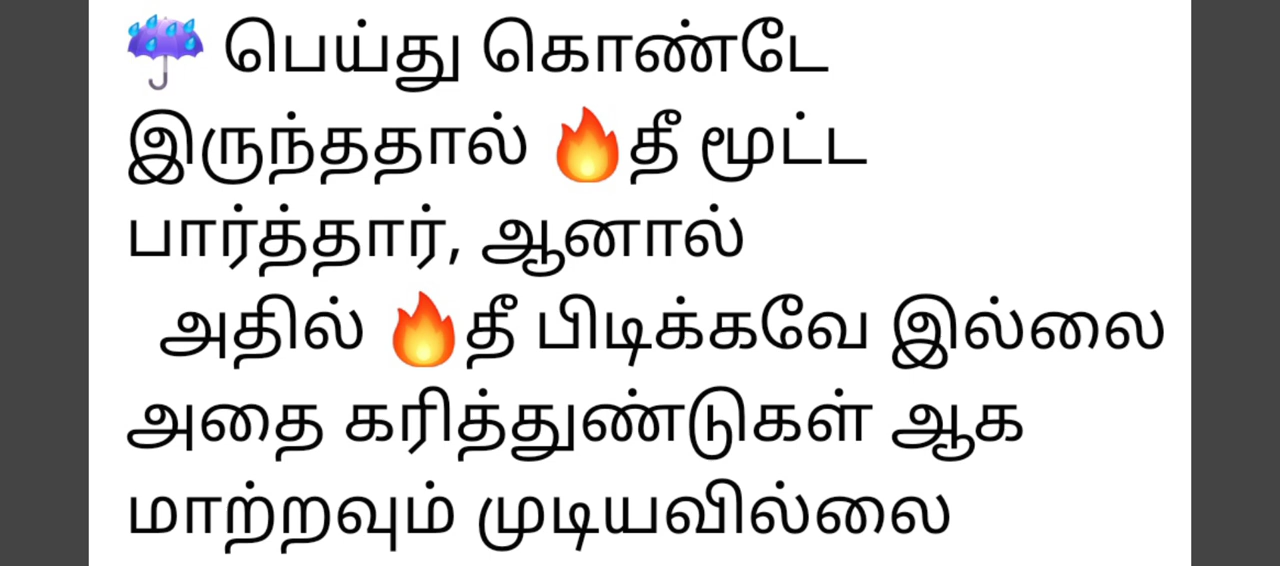 ☔ பெய்து கொண்டே
இருந்ததால் 🔥தீ மூட்ட
பார்த்தார், ஆனால்
அதில் 🔥தீ பிடிக்கவே இல்லை
அதை கரித்துண்டுகள் ஆக
மாற்றவும் முடியவில்லை